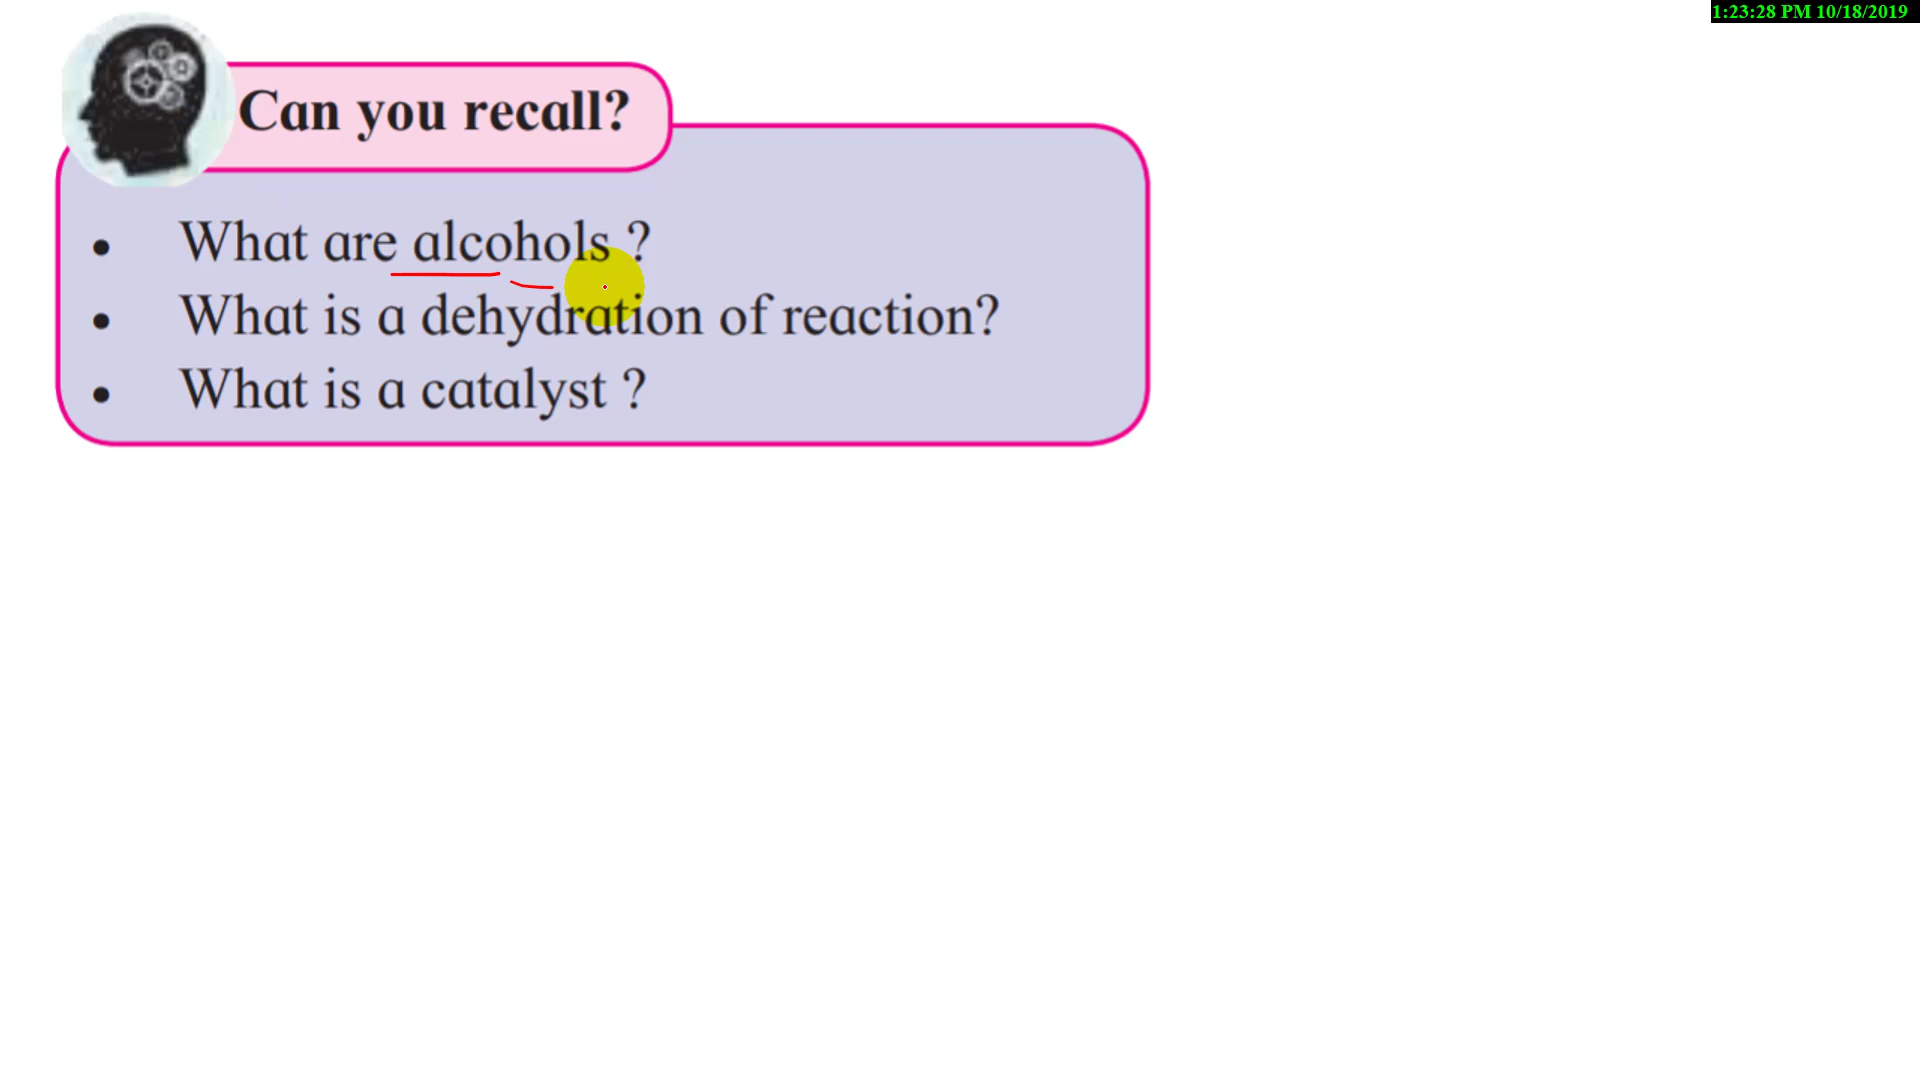 1:23:28 PM 10/18/2019
Can you recall?
• What are alcohols ?
• What is a dehydration of reaction?
• What is a catalyst ?